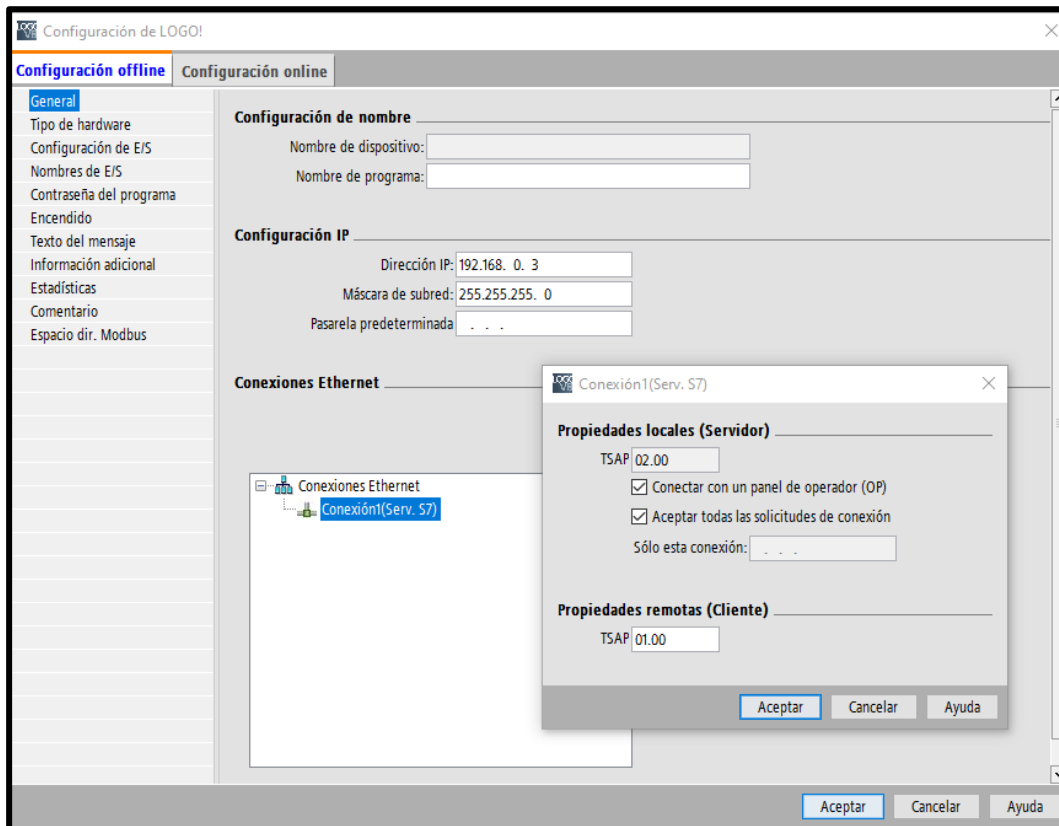 Configuración de LOGO!
Configuración offline
Configuración online
General
Tipo de hardware
Configuración de E/S
Nombres de E/S
Contraseña del programa
Encendido
Texto del mensaje
Información adicional
Estadísticas
Comentario
Espacio dir. Modbus
Configuración de nombre
Nombre de dispositivo:
Nombre de programa:
Configuración IP
Dirección IP: 192.168. 0. 3
Máscara de subred: 255.255.255. 0
Pasarela predeterminada . . .
Conexiones Ethernet
Conexiones Ethernet
Conexión1(Serv. S7)
Conexión1(Serv. S7)
Propiedades locales (Servidor)
TSAP 02.00
Conectar con un panel de operador (OP)
Aceptar todas las solicitudes de conexión
Sólo esta conexión: . . .
Propiedades remotas (Cliente)
TSAP 01.00
Aceptar Cancelar Ayuda
Aceptar Cancelar Ayuda